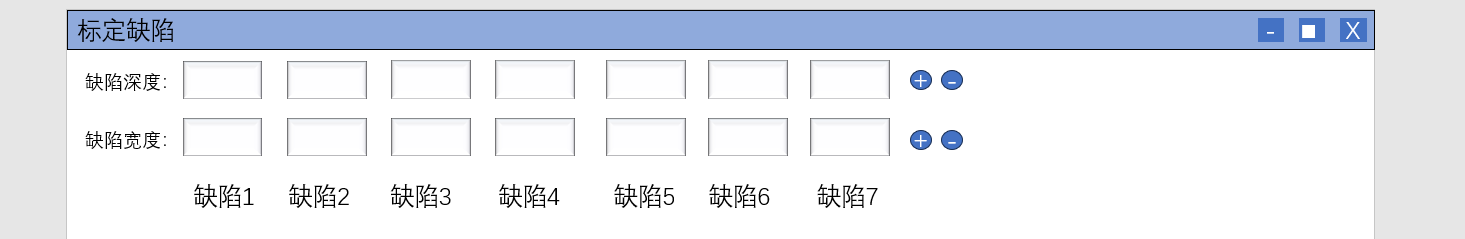 标定缺陷 - ■ X
缺陷深度: + -
缺陷宽度: + -
缺陷1 缺陷2 缺陷3 缺陷4 缺陷5 缺陷6 缺陷7